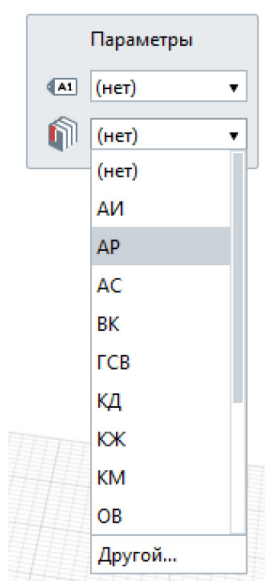 Параметры
A1 (нет)
(нет)
(нет)
АИ
АР
АС
ВК
ГСВ
КД
КЖ
КМ
ОВ
Другой...